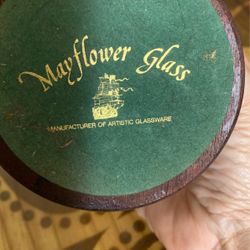 Mayflower Glass
MANUFACTURER OF ARTISTIC GLASSWARE